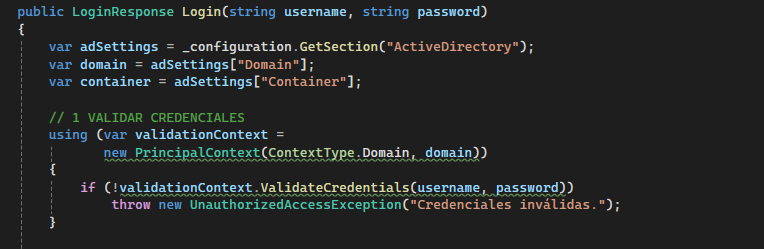 public LoginResponse Login(string username, string password)
{
    var adSettings = _configuration.GetSection("ActiveDirectory");
    var domain = adSettings["Domain"];
    var container = adSettings["Container"];

    // 1 VALIDAR CREDENCIALES
    using (var validationContext =
           new PrincipalContext(ContextType.Domain, domain))
    {
        if (!validationContext.ValidateCredentials(username, password))
            throw new UnauthorizedAccessException("Credenciales inválidas.");
    }